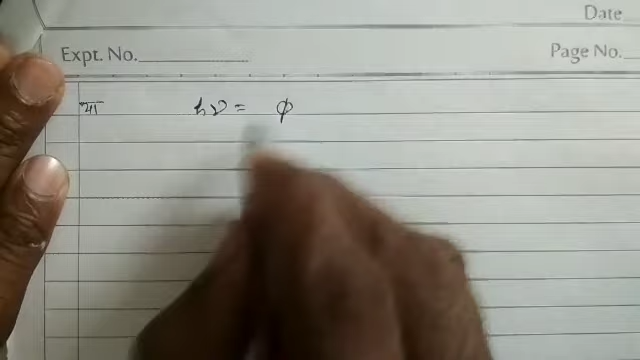 Date
Expt. No.
Page No.
या hν = ϕ